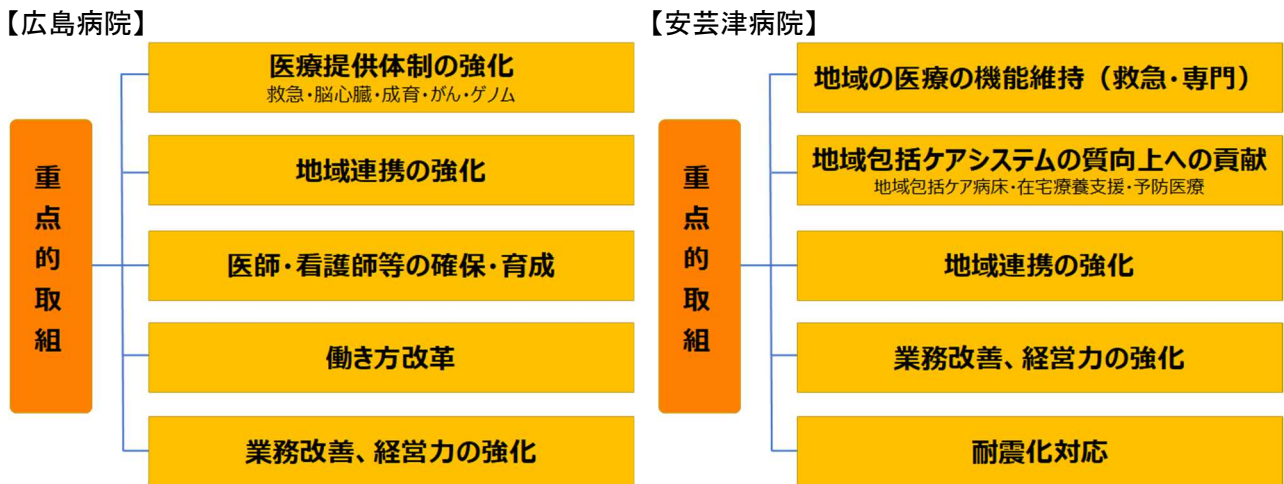 【広島病院】
重点的取組
医療提供体制の強化
救急・脳心臓・成育・がん・ゲノム
地域連携の強化
医師・看護師等の確保・育成
働き方改革
業務改善、経営力の強化
【安芸津病院】
重点的取組
地域の医療の機能維持（救急・専門）
地域包括ケアシステムの質向上への貢献
地域包括ケア病床・在宅療養支援・予防医療
地域連携の強化
業務改善、経営力の強化
耐震化対応